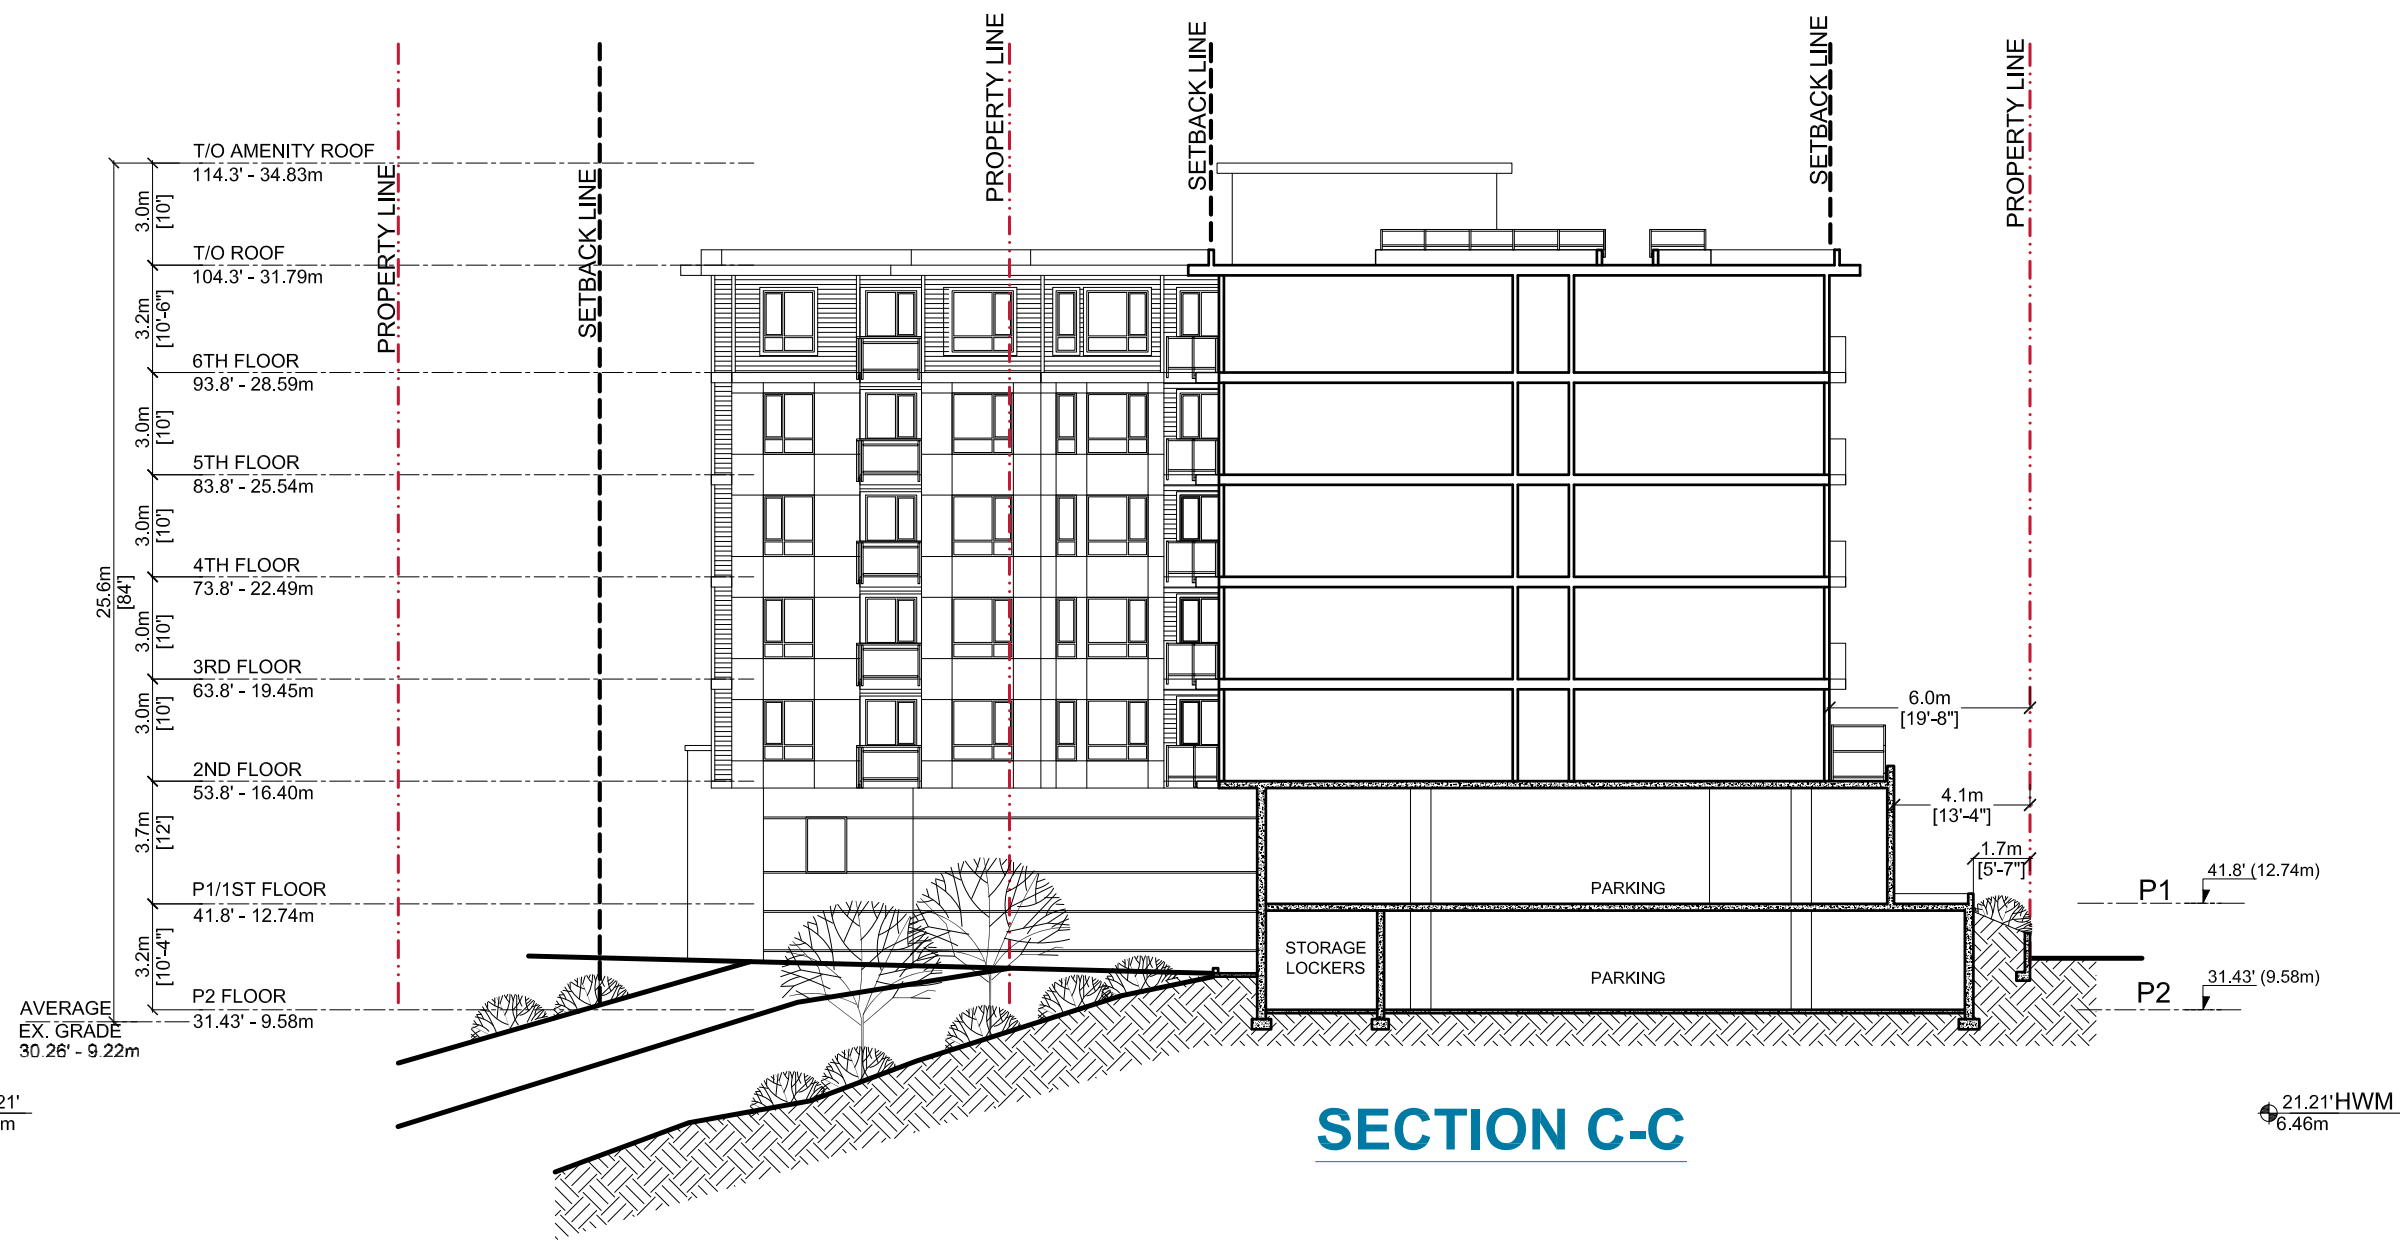 PROPERTY LINE
SETBACK LINE
PROPERTY LINE
SETBACK LINE
SETBACK LINE
PROPERTY LINE
T/O AMENITY ROOF
114.3' - 34.83m
3.0m
[10']
T/O ROOF
104.3' - 31.79m
3.2m
[10'-6"]
6TH FLOOR
93.8' - 28.59m
3.0m
[10']
5TH FLOOR
83.8' - 25.54m
3.0m
[10']
4TH FLOOR
73.8' - 22.49m
25.6m
[84']
3.0m
[10']
3RD FLOOR
63.8' - 19.45m
3.0m
[10']
2ND FLOOR
53.8' - 16.40m
3.7m
[12']
P1/1ST FLOOR
41.8' - 12.74m
3.2m
[10'-4"]
P2 FLOOR
31.43' - 9.58m
AVERAGE
EX. GRADE
30.26' - 9.22m
21'
m
6.0m
[19'-8"]
4.1m
[13'-4"]
1.7m
[5'-7"]
PARKING
STORAGE
LOCKERS
PARKING
P1
41.8' (12.74m)
P2
31.43' (9.58m)
SECTION C-C
21.21' HWM
6.46m